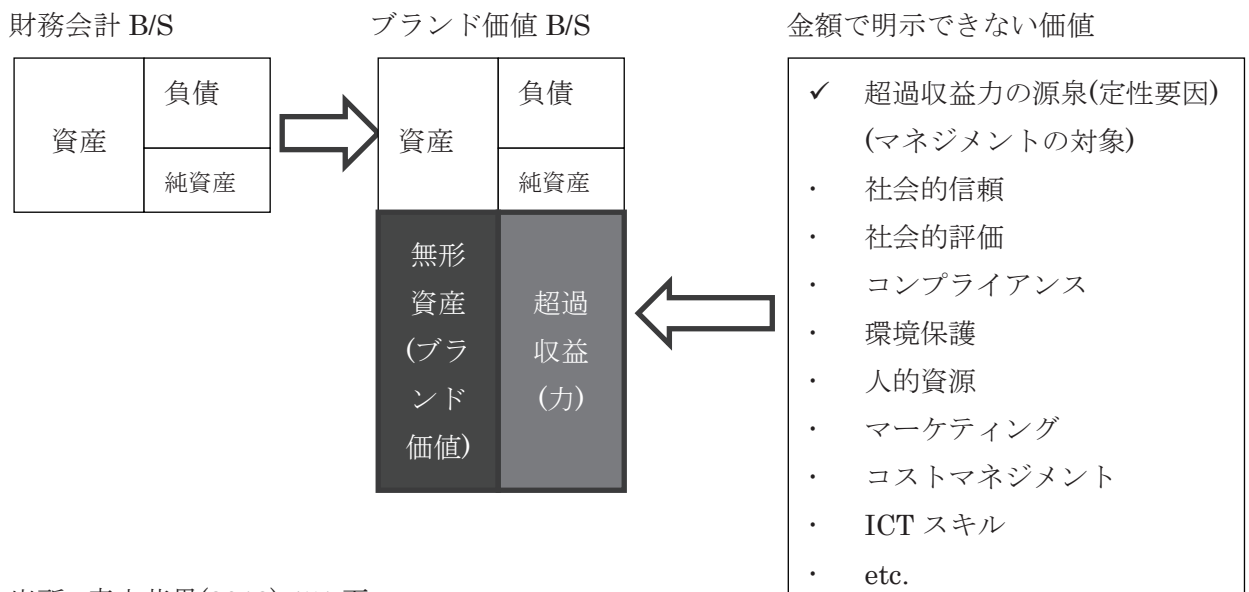 財務会計 B/S
資産
負債
純資産
ブランド価値 B/S
資産
負債
純資産
無形
資産
(ブラ
ンド
価値)
超過
収益
(力)
金額で明示できない価値
✓ 超過収益力の源泉(定性要因)
(マネジメントの対象)
・ 社会的信頼
・ 社会的評価
・ コンプライアンス
・ 環境保護
・ 人的資源
・ マーケティング
・ コストマネジメント
・ ICT スキル
・ etc.